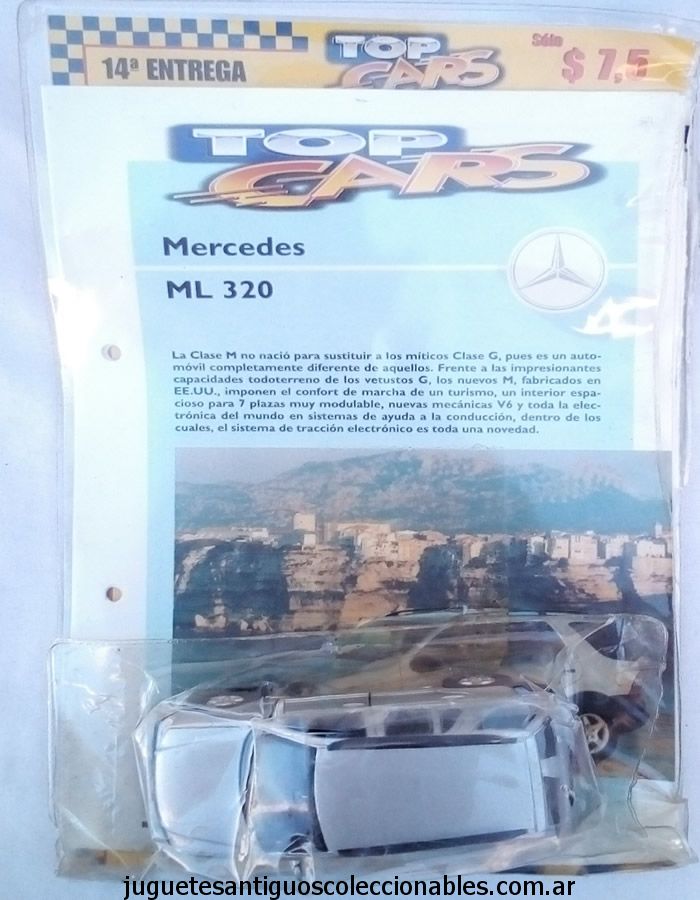 14ª ENTREGA
TOP
CARS
Sólo
$ 7,5
TOP
CARS
Mercedes
ML 320
La Clase M no nació para sustituir a los míticos Clase G, pues es un auto-
móvil completamente diferente de aquellos. Frente a las impresionantes
capacidades todoterreno de los vetustos G, los nuevos M, fabricados en
EE.UU., imponen el confort de marcha de un turismo, un interior espa-
cioso para 7 plazas muy modulable, nuevas mecánicas V6 y toda la elec-
trónica del mundo en sistemas de ayuda a la conducción, dentro de los
cuales, el sistema de tracción electrónico es toda una novedad.
juguetesantiguoscoleccionables.com.ar